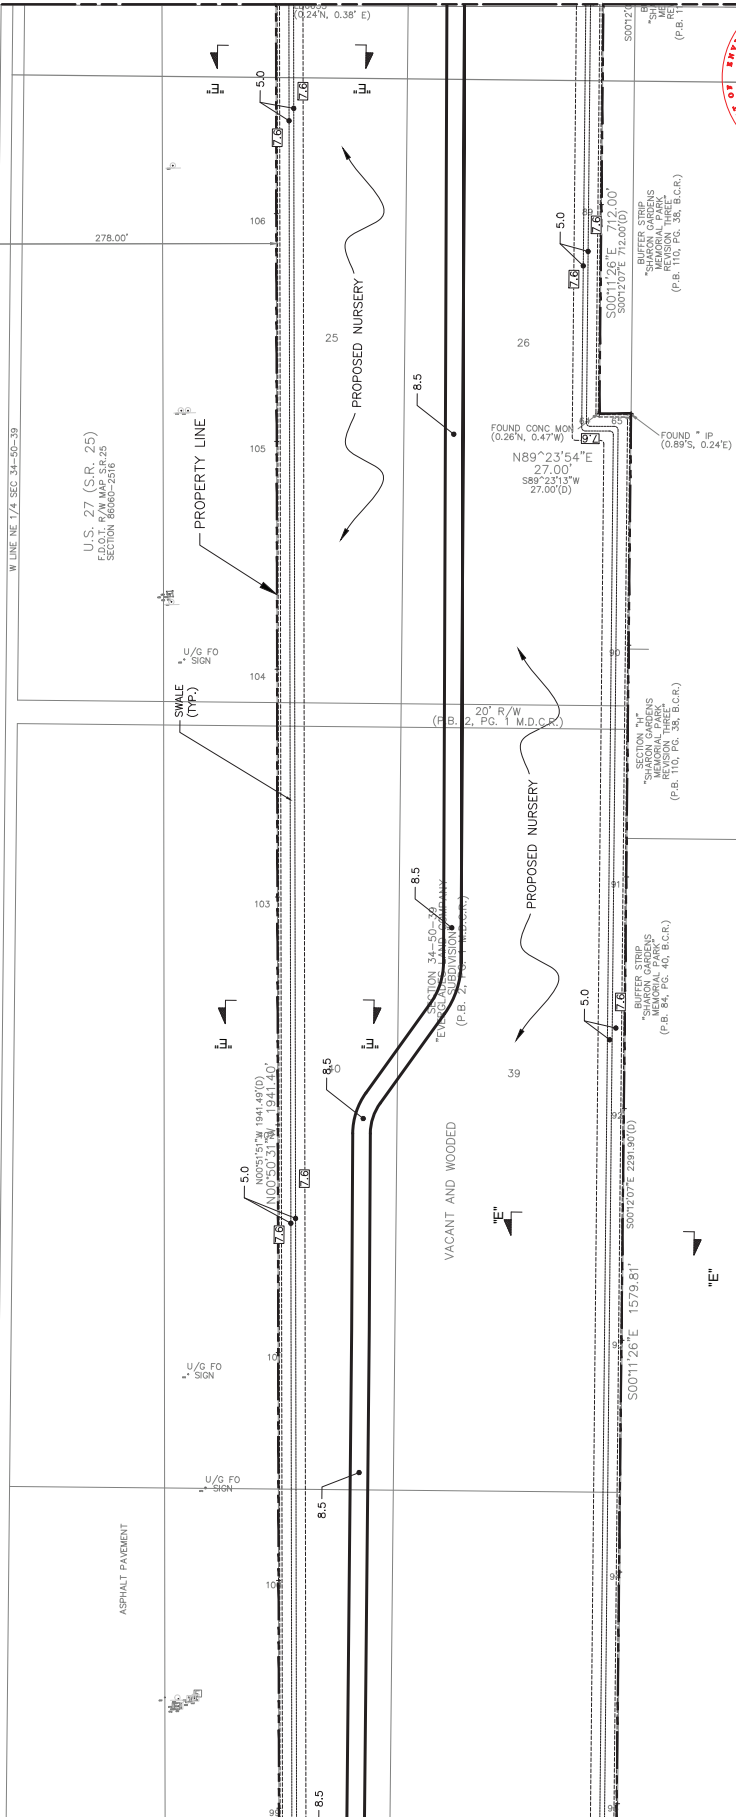 (0.24'N, 0.38' E)
"E"
"E"
5.0
7.6
7.6
106
278.00'
25
26
PROPOSED NURSERY
5.0
7.6
7.6
S00°11'26"E 712.00'
S00°12'07"E 712.00'(D)
BUFFER STRIP
"SHARON GARDENS
MEMORIAL PARK
REVISION THREE"
(P.B. 110, PG. 38, B.C.R.)
8.5
FOUND CONC MON
(0.26'N, 0.47'W)
7.6
65
FOUND " IP
(0.89'S, 0.24'E)
N89^23'54"E
27.00'
S89°23'13"W
27.00'(D)
W LINE NE 1/4 SEC 34-50-39
U.S. 27 (S.R. 25)
F.D.O.T. R/W MAP S.R.25
SECTION 86060-2516
105
PROPERTY LINE
U/G FO
SIGN
104
SWALE
(TYP.)
20' R/W
(P.B. 2, PG. 1 M.D.C.R.)
90
SECTION "H"
"SHARON GARDENS
MEMORIAL PARK
REVISION THREE"
(P.B. 110, PG. 38, B.C.R.)
PROPOSED NURSERY
103
8.5
91
SECTION 34-50-39
"EVERGLADES LAND COMPANY
SUBDIVISION"
(P.B. 2, PG. 1 M.D.C.R.)
BUFFER STRIP
"SHARON GARDENS
MEMORIAL PARK"
(P.B. 84, PG. 40, B.C.R.)
5.0
7.6
"E"
"E"
8.5
39
N00°51'51"W 1941.49'(D)
N00°50'31"W 1941.40'
5.0
7.6
7.6
VACANT AND WOODED
92
S00°12'07"E 2291.90'(D)
"E"
"E"
S00°11'26"E 1579.81'
U/G FO
SIGN
U/G FO
SIGN
8.5
ASPHALT PAVEMENT
8.5